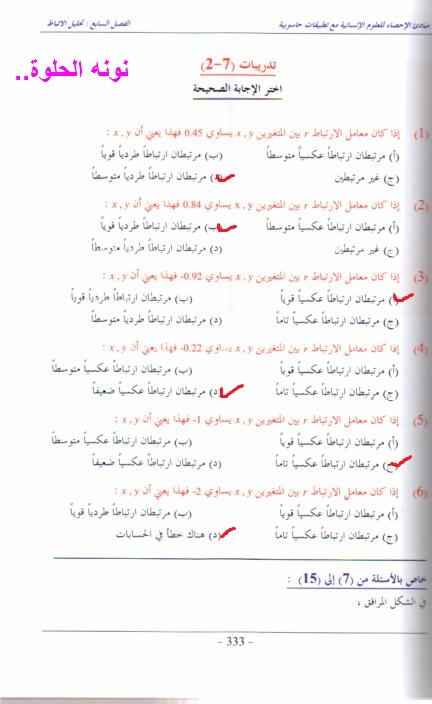 مبادئ الإحصاء للعلوم الإنسانية مع تطبيقات حاسوبية الفصل السابع : تحليل الارتباط
نونه الحلوة..
تدريبات (7-2)
اختر الإجابة الصحيحة
(1) إذا كان معامل الارتباط r بين المتغيرين x , y يساوي 0.45 فهذا يعني أن x , y :
(أ) مرتبطان ارتباطاً عكسياً متوسطاً (ب) مرتبطان ارتباطاً طردياً قوياً
(ج) غير مرتبطين (د) مرتبطان ارتباطاً طردياً متوسطاً
(2) إذا كان معامل الارتباط r بين المتغيرين x , y يساوي 0.84 فهذا يعني أن x , y :
(أ) مرتبطان ارتباطاً عكسياً متوسطاً (ب) مرتبطان ارتباطاً طردياً قوياً
(ج) غير مرتبطين (د) مرتبطان ارتباطاً طردياً متوسطاً
(3) إذا كان معامل الارتباط r بين المتغيرين x , y يساوي 0.92- فهذا يعني أن x , y :
(أ) مرتبطان ارتباطاً عكسياً قوياً (ب) مرتبطان ارتباطاً طردياً قوياً
(ج) مرتبطان ارتباطاً عكسياً تاماً (د) مرتبطان ارتباطاً طردياً متوسطاً
(4) إذا كان معامل الارتباط r بين المتغيرين x , y يساوي 0.22- فهذا يعني أن x , y :
(أ) مرتبطان ارتباطاً عكسياً قوياً (ب) مرتبطان ارتباطاً عكسياً متوسطاً
(ج) مرتبطان ارتباطاً عكسياً تاماً (د) مرتبطان ارتباطاً عكسياً ضعيفاً
(5) إذا كان معامل الارتباط r بين المتغيرين x , y يساوي 1- فهذا يعني أن x , y :
(أ) مرتبطان ارتباطاً عكسياً قوياً (ب) مرتبطان ارتباطاً عكسياً متوسطاً
(ج) مرتبطان ارتباطاً عكسياً تاماً (د) مرتبطان ارتباطاً عكسياً ضعيفاً
(6) إذا كان معامل الارتباط r بين المتغيرين x , y يساوي 2- فهذا يعني أن x , y :
(أ) مرتبطان ارتباطاً عكسياً قوياً (ب) مرتبطان ارتباطاً طردياً قوياً
(ج) مرتبطان ارتباطاً عكسياً تاماً (د) هناك خطأ في الحسابات
خاص بالأسئلة من (7) إلى (15) :
في الشكل المرافق ،
- 333 -